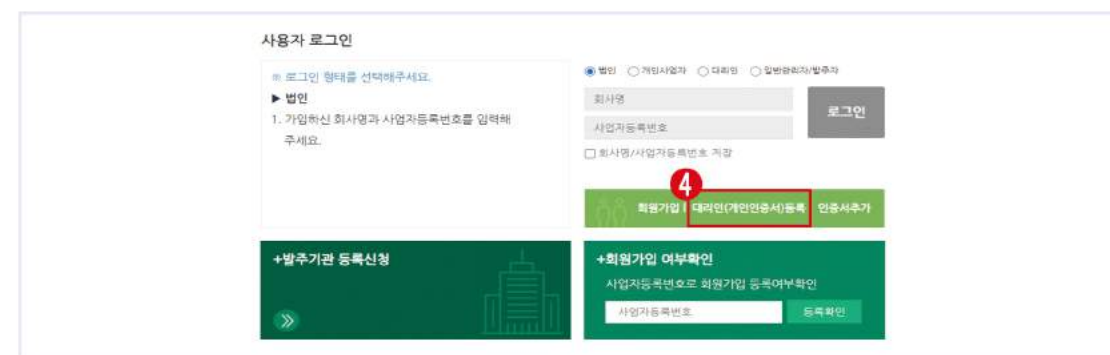 사용자 로그인
※ 로그인 형태를 선택해주세요.
▶ 법인
1. 가입하신 회사명과 사업자등록번호를 입력해
주세요.
법인 개인사업자 대리인 일반관리자/발주자
회사명
사업자등록번호
로그인
회사명/사업자등록번호 저장
4
회원가입 | 대리인(개인인증서)등록 인증서추가
+발주기관 등록신청
+회원가입 여부확인
사업자등록번호로 회원가입 등록여부확인
사업자등록번호 등록확인